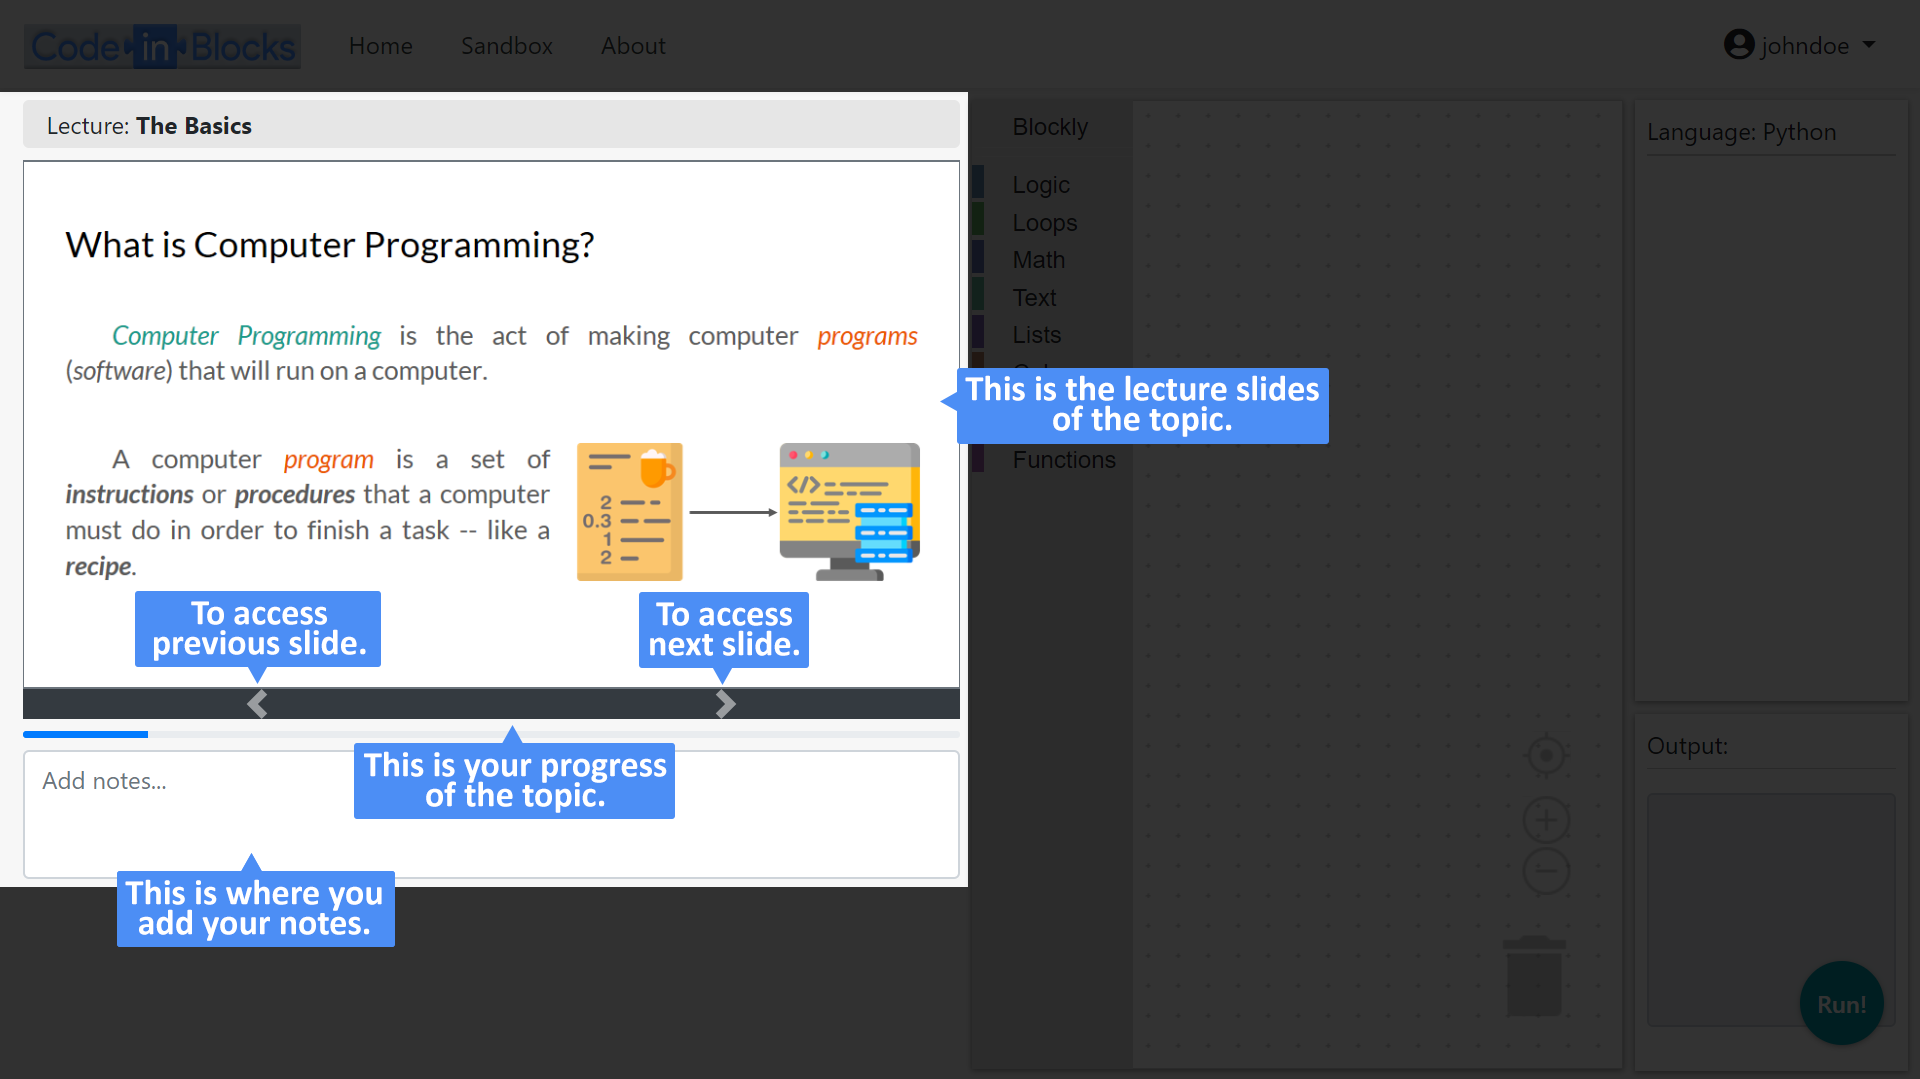 Code in Blocks
Home
Sandbox
About
johndoe
Lecture: The Basics
What is Computer Programming?
Computer Programming is the act of making computer programs
(software) that will run on a computer.
A computer program is a set of
instructions or procedures that a computer
must do in order to finish a task -- like a
recipe.
2
0.3
1
2
</>
To access
previous slide.
To access
next slide.
This is the lecture slides
of the topic.
This is your progress
of the topic.
Add notes...
This is where you
add your notes.
Blockly
Logic
Loops
Math
Text
Lists
Functions
Language: Python
Output:
Run!